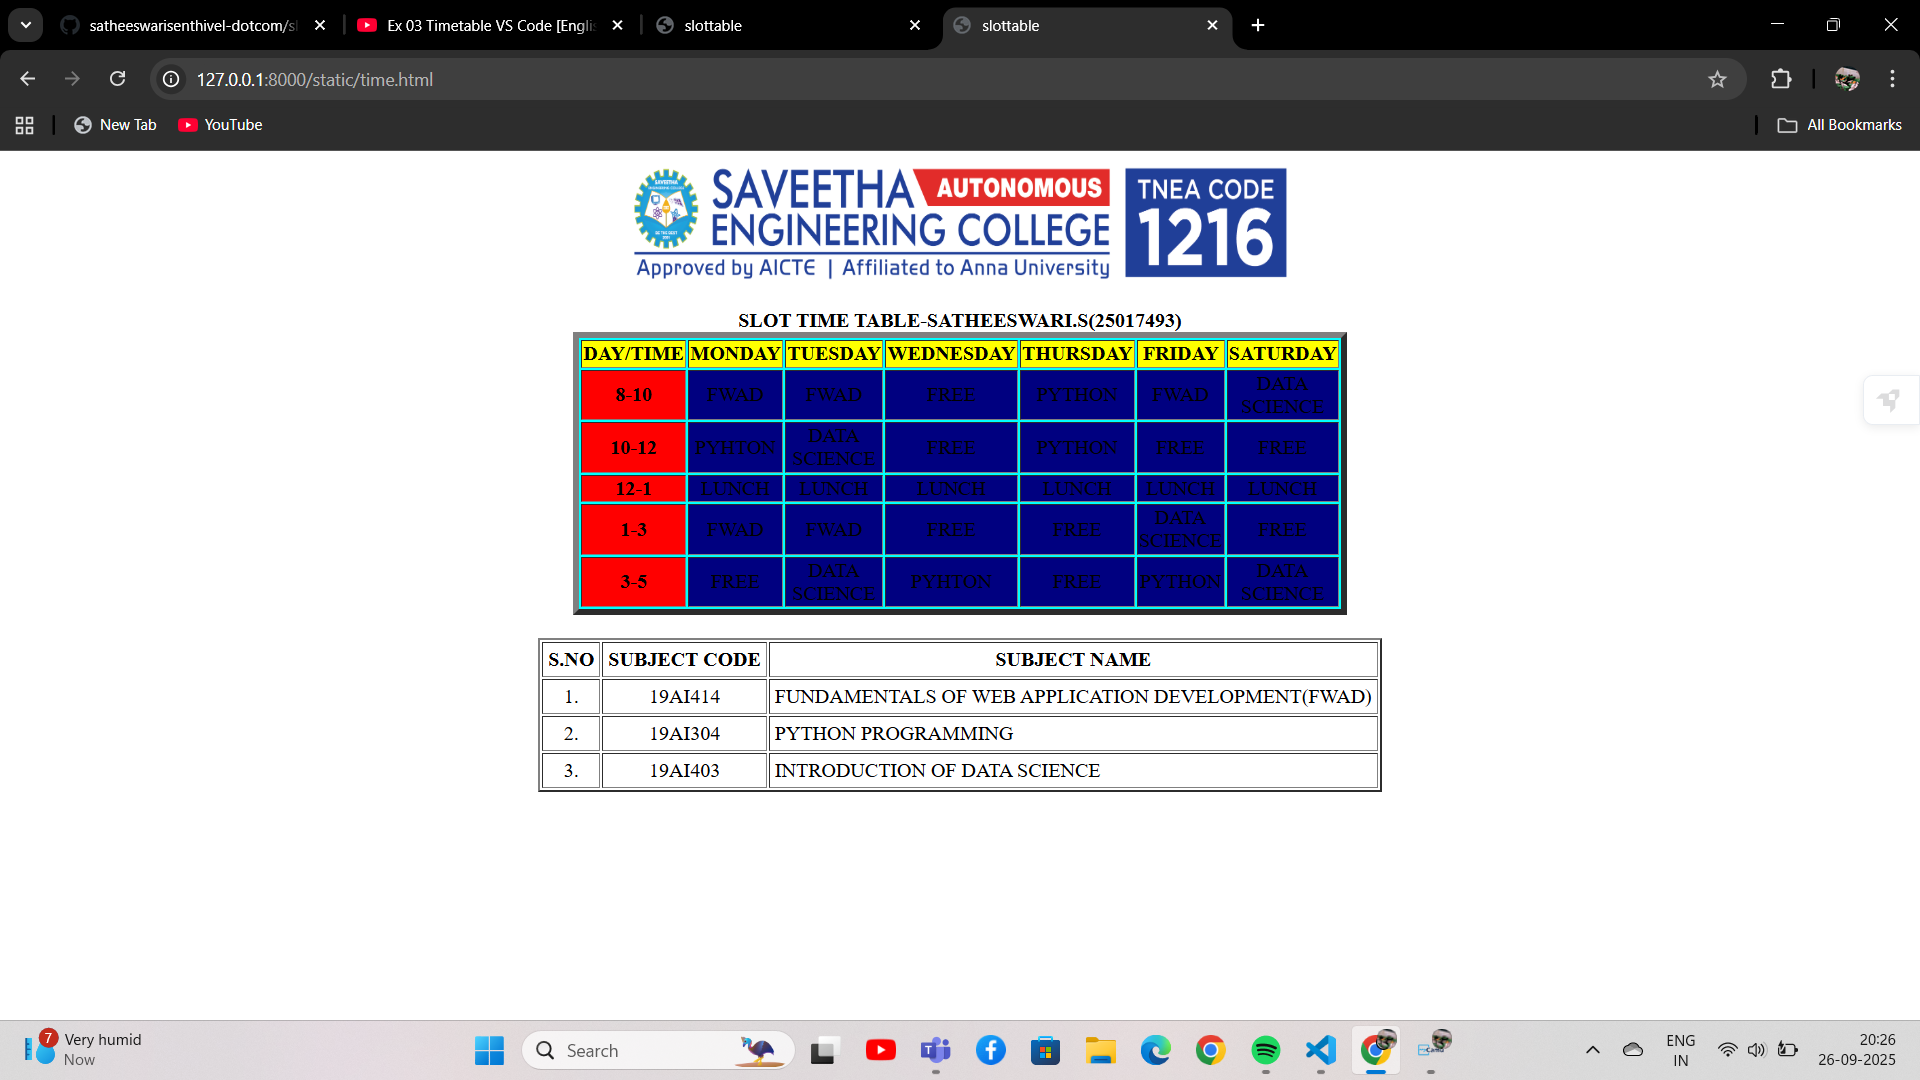 satheeswarisenthivel-dotcom/sl
Ex 03 Timetable VS Code [Englis
slottable
slottable
127.0.0.1:8000/static/time.html
New Tab
YouTube
All Bookmarks
SAVEETHA AUTONOMOUS
ENGINEERING COLLEGE
Approved by AICTE | Affiliated to Anna University
TNEA CODE
1216
SLOT TIME TABLE-SATHEESWARI.S(25017493)
DAY/TIME MONDAY TUESDAY WEDNESDAY THURSDAY FRIDAY SATURDAY
8-10 FWAD FWAD FREE PYTHON FWAD DATA SCIENCE
10-12 PYHTON DATA SCIENCE FREE PYTHON FREE FREE
12-1 LUNCH LUNCH LUNCH LUNCH LUNCH LUNCH
1-3 FWAD FWAD FREE FREE DATA SCIENCE FREE
3-5 FREE DATA SCIENCE PYHTON FREE PYTHON DATA SCIENCE
S.NO SUBJECT CODE SUBJECT NAME
1. 19AI414 FUNDAMENTALS OF WEB APPLICATION DEVELOPMENT(FWAD)
2. 19AI304 PYTHON PROGRAMMING
3. 19AI403 INTRODUCTION OF DATA SCIENCE
7
Very humid
Now
Search
ENG
IN
20:26
26-09-2025